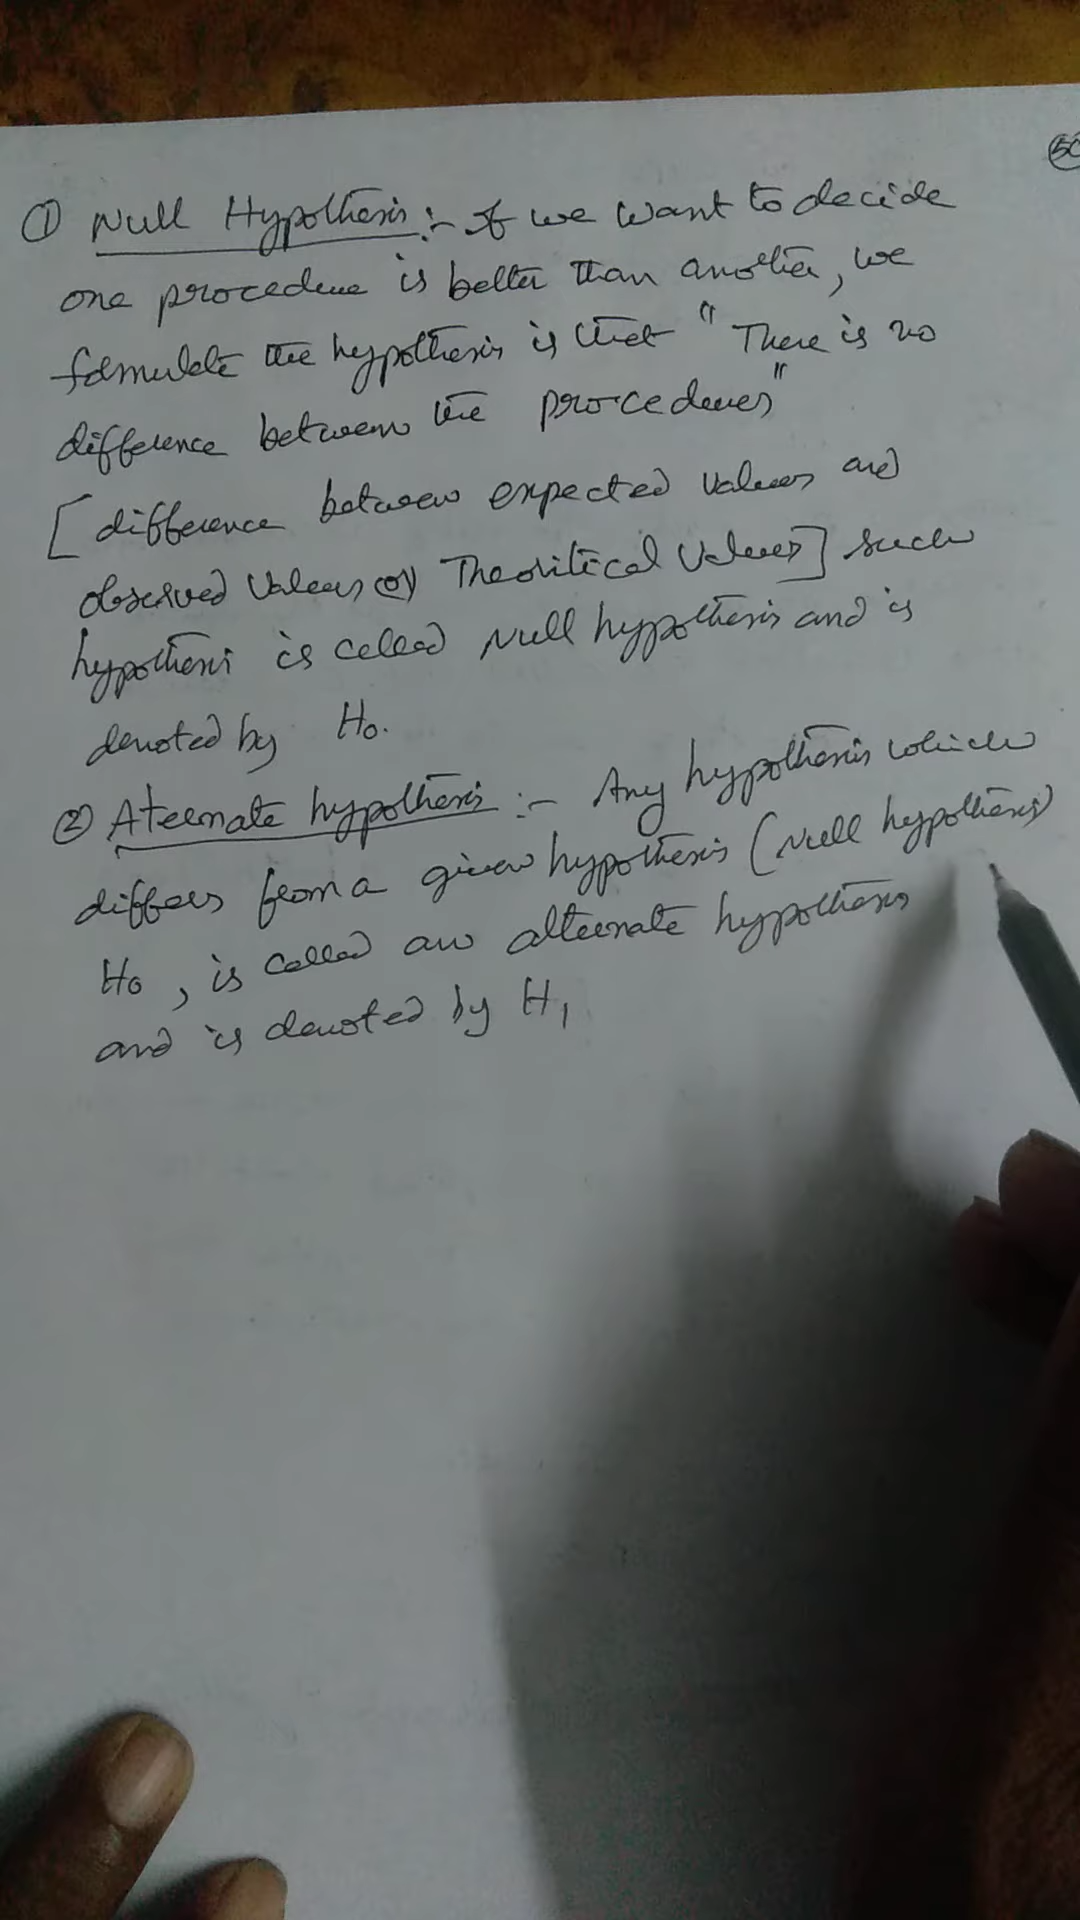 50
① Null Hypothesis :- If we want to decide
one procedure is better than another, we
formulate the hypothesis is that " There is no
difference between the procedures"
[ difference between expected values and
observed values (or) Theoritical values ] such
hypothesis is called Null hypothesis and is
denoted by H0.
② Aternate hypothesis :- Any hypothesis which
differs from a given hypothesis (Null hypothesis)
H0, is called an alternate hypothesis
and is denoted by H1